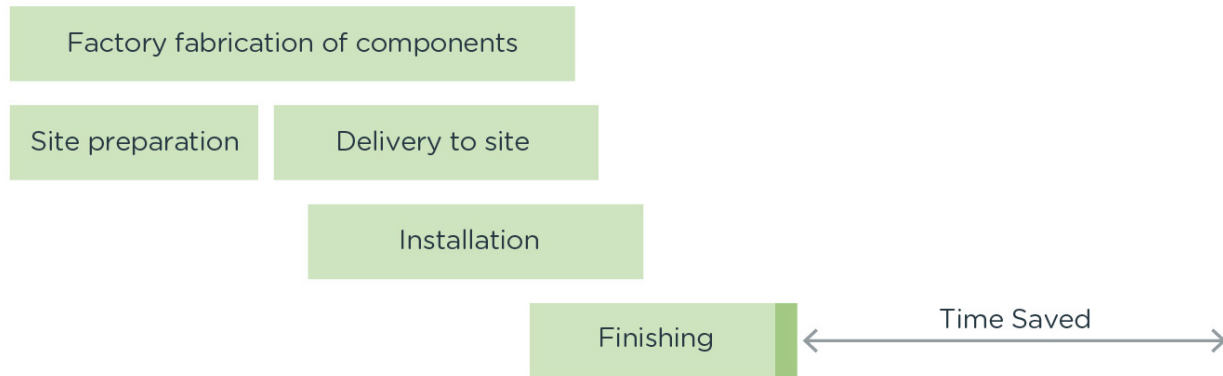 Factory fabrication of components
Site preparation
Delivery to site
Installation
Finishing
Time Saved